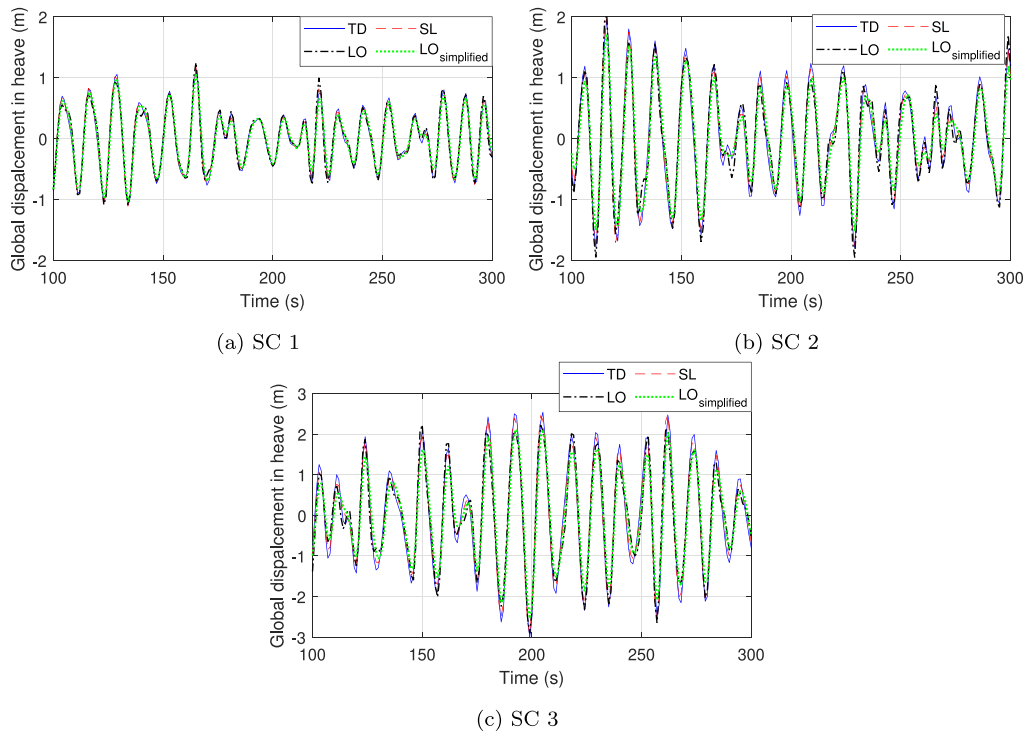 Global dispalcement in heave (m)
2
1
0
-1
-2
TD SL
LO LOsimplified
100 150 200 250 300
Time (s)
(a) SC 1
Global dispalcement in heave (m)
2
1
0
-1
-2
TD SL
LO LOsimplified
100 150 200 250 300
Time (s)
(b) SC 2
Global dispalcement in heave (m)
3
2
1
0
-1
-2
-3
TD SL
LO LOsimplified
100 150 200 250 300
Time (s)
(c) SC 3